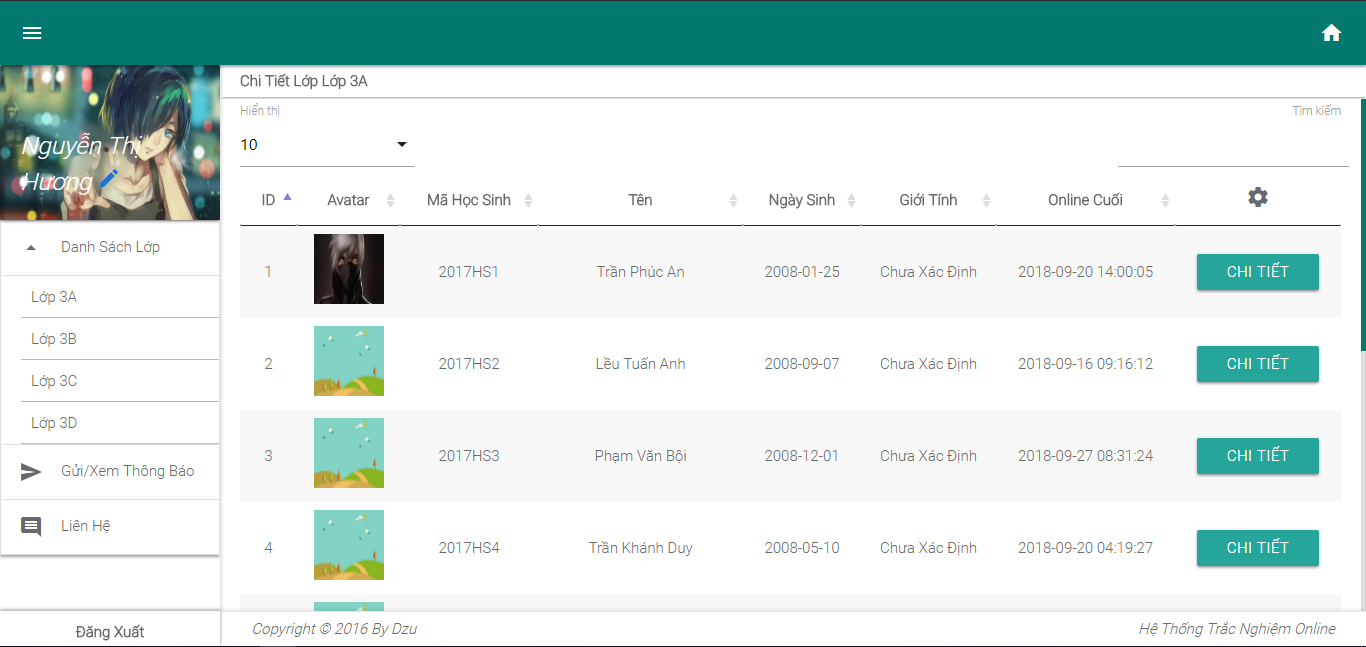 Chi Tiết Lớp Lớp 3A
Nguyễn Thị
Hương
Danh Sách Lớp
Lớp 3A
Lớp 3B
Lớp 3C
Lớp 3D
Gửi/Xem Thông Báo
Liên Hệ
Đăng Xuất
Hiển thị
Tìm kiếm
10
ID Avatar Mã Học Sinh Tên Ngày Sinh Giới Tính Online Cuối
1 2017HS1 Trần Phúc An 2008-01-25 Chưa Xác Định 2018-09-20 14:00:05 CHI TIẾT
2 2017HS2 Lều Tuấn Anh 2008-09-07 Chưa Xác Định 2018-09-16 09:16:12 CHI TIẾT
3 2017HS3 Phạm Văn Bội 2008-12-01 Chưa Xác Định 2018-09-27 08:31:24 CHI TIẾT
4 2017HS4 Trần Khánh Duy 2008-05-10 Chưa Xác Định 2018-09-20 04:19:27 CHI TIẾT
Copyright © 2016 By Dzu
Hệ Thống Trắc Nghiệm Online